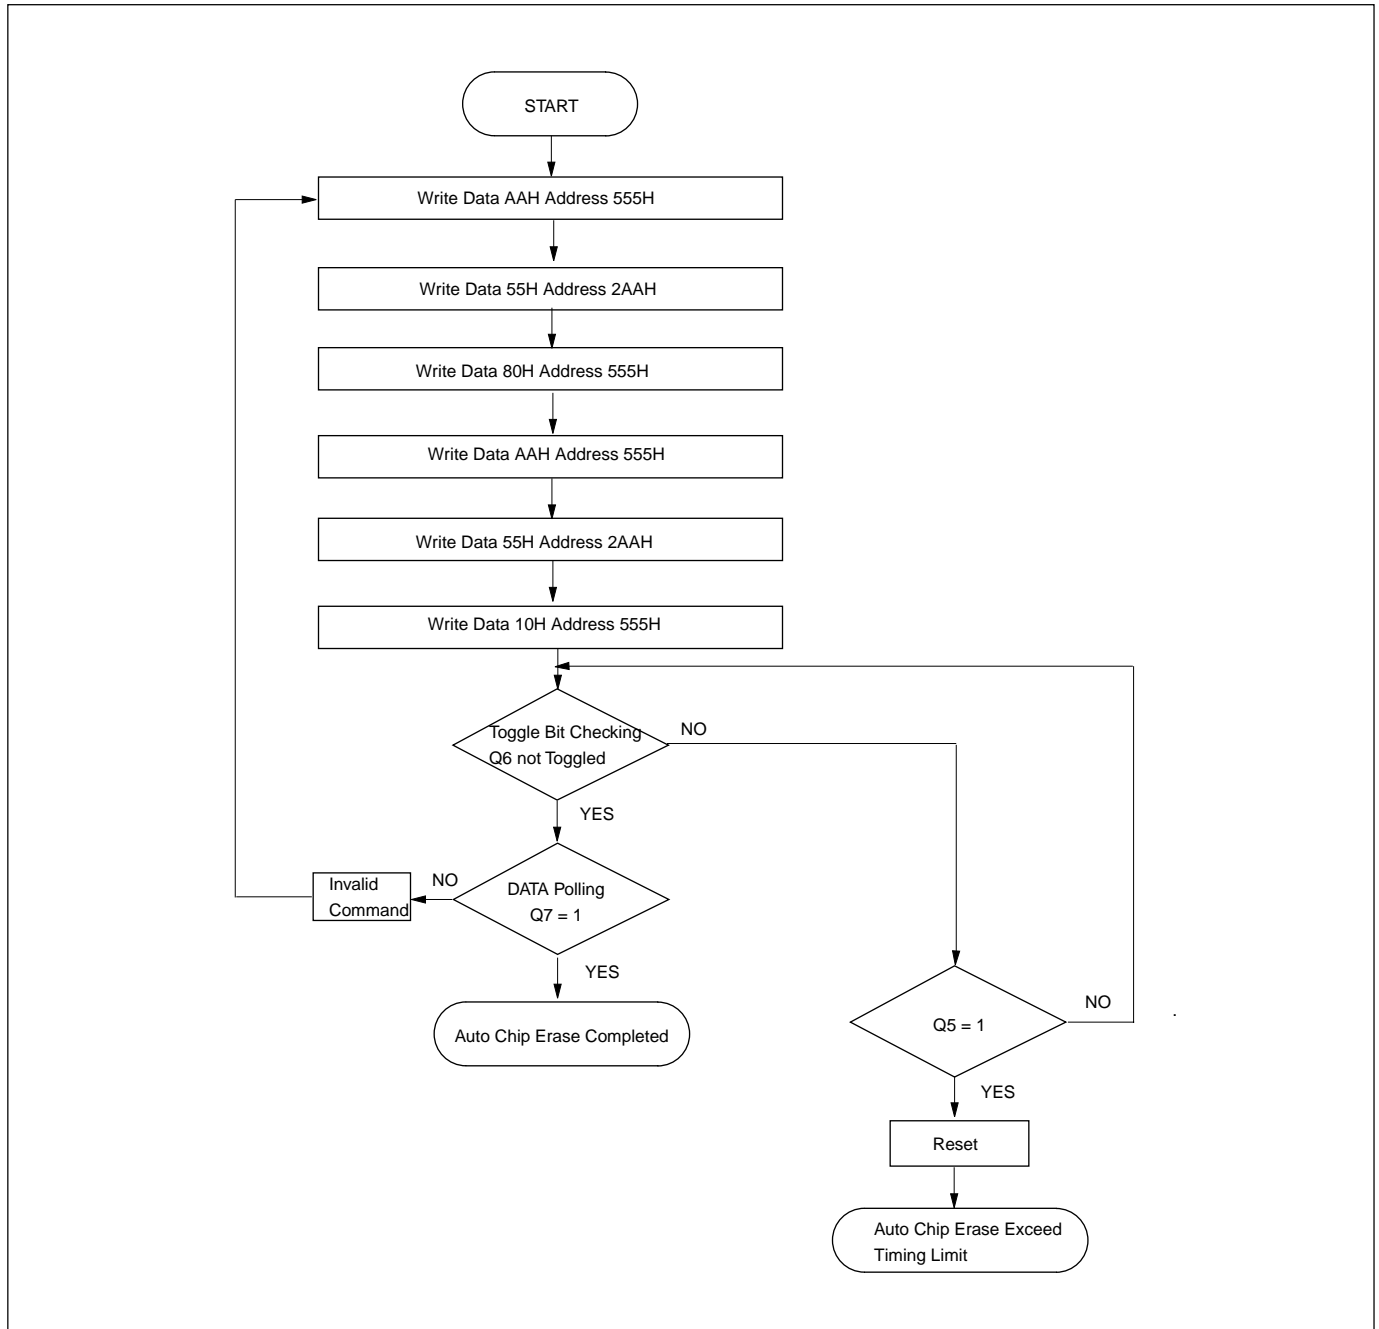 START
Write Data AAH Address 555H
Write Data 55H Address 2AAH
Write Data 80H Address 555H
Write Data AAH Address 555H
Write Data 55H Address 2AAH
Write Data 10H Address 555H
Toggle Bit Checking
Q6 not Toggled
NO
YES
Invalid
Command
NO
DATA Polling
Q7 = 1
YES
Auto Chip Erase Completed
Q5 = 1
NO
YES
Reset
Auto Chip Erase Exceed
Timing Limit